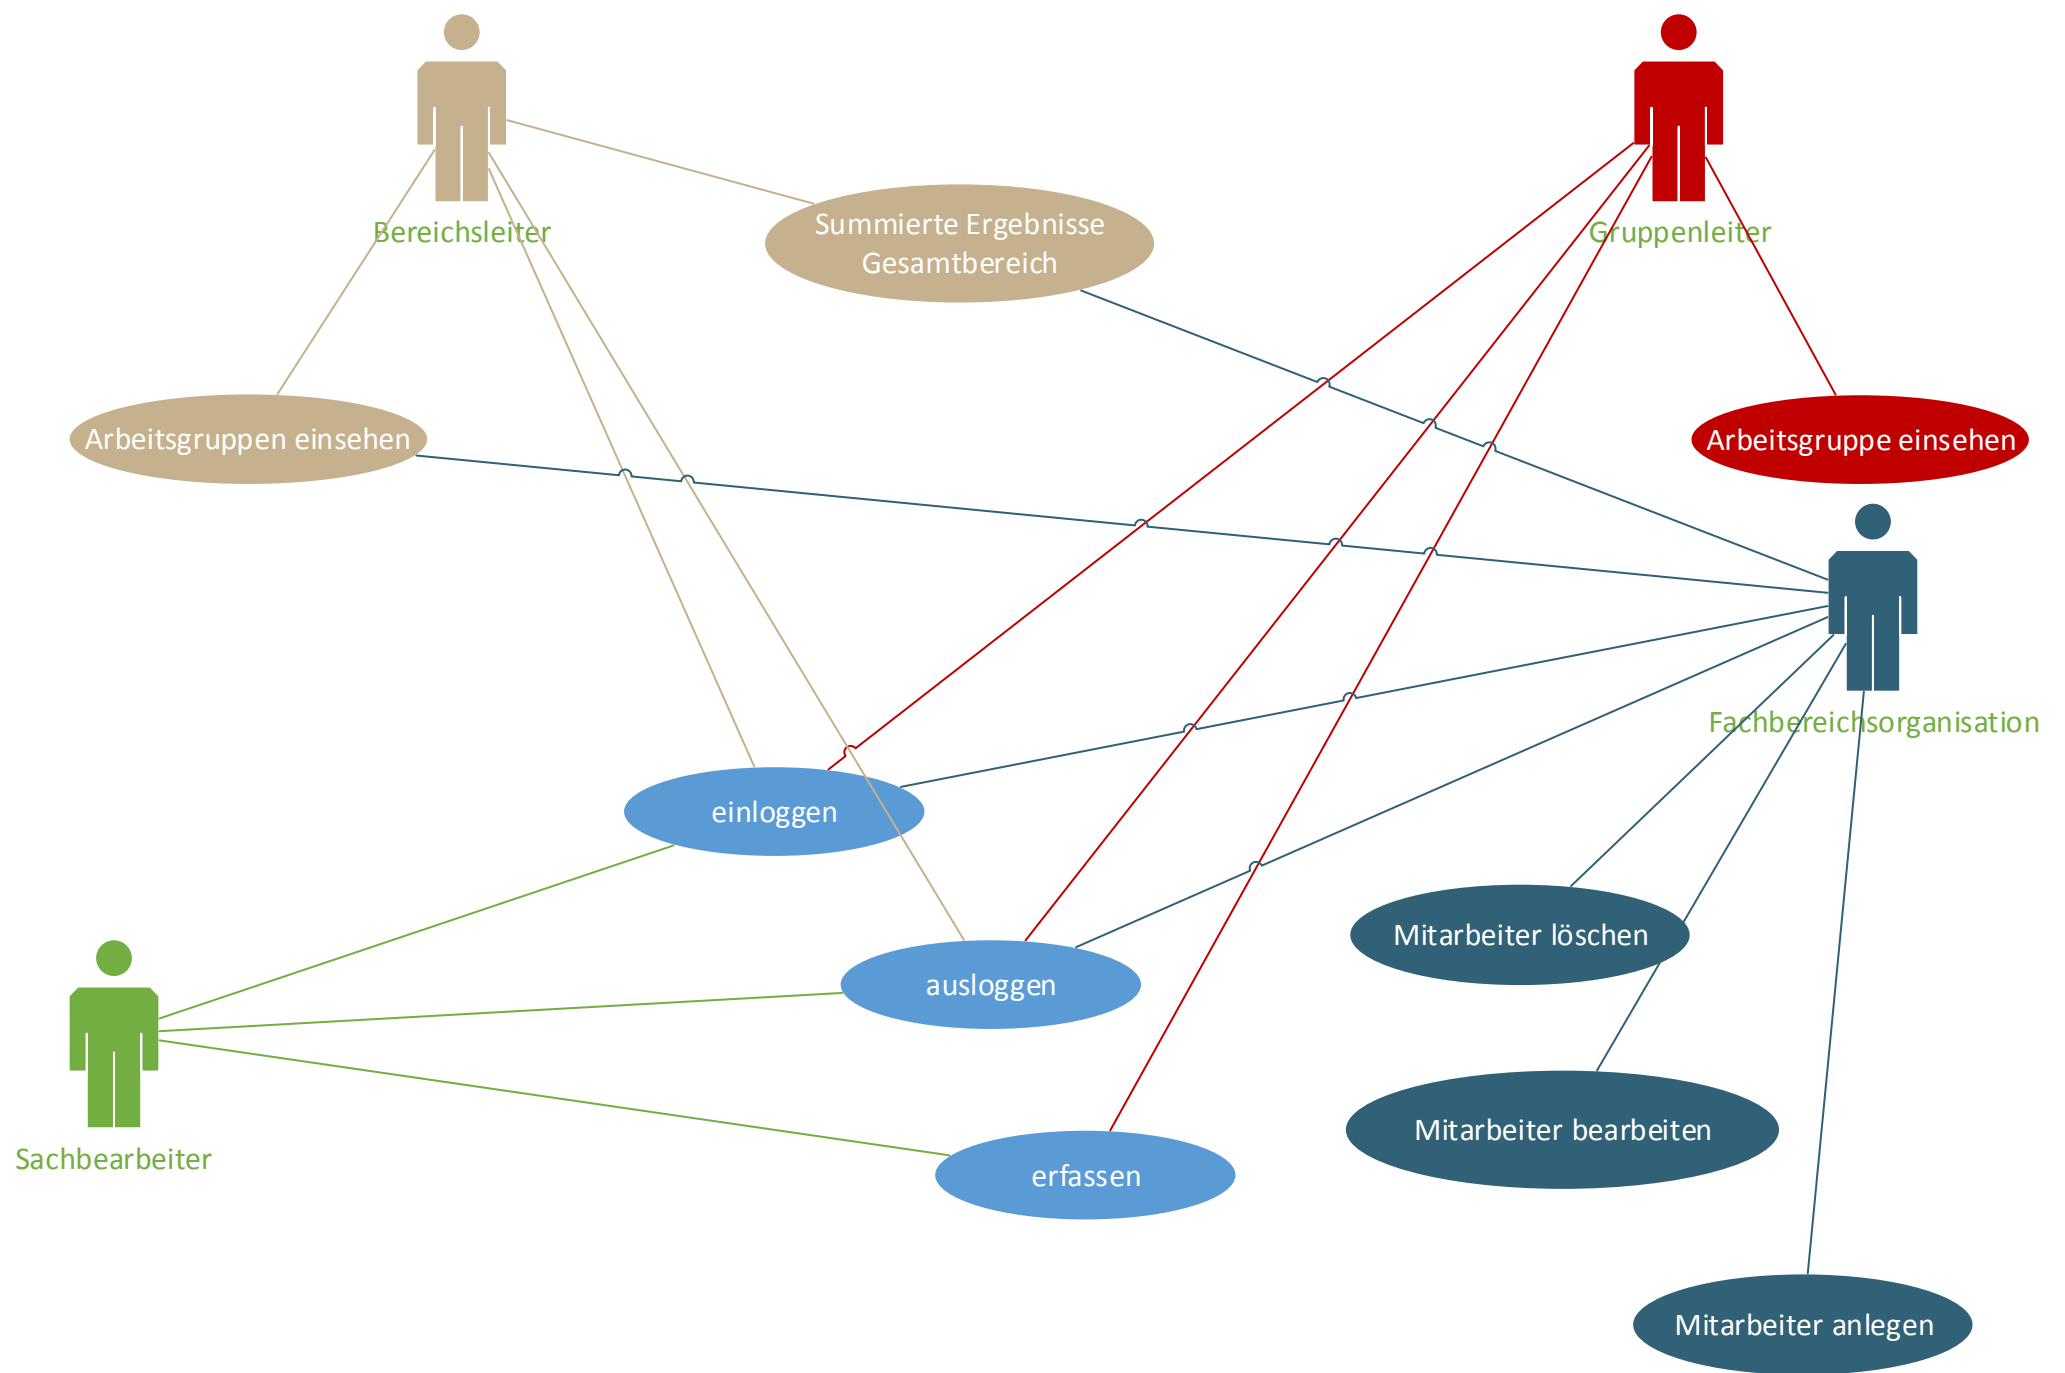 Bereichsleiter
Gruppenleiter
Summierte Ergebnisse
Gesamtbereich
Arbeitsgruppen einsehen
Arbeitsgruppe einsehen
Fachbereichsorganisation
einloggen
Mitarbeiter löschen
ausloggen
Mitarbeiter bearbeiten
Sachbearbeiter
erfassen
Mitarbeiter anlegen